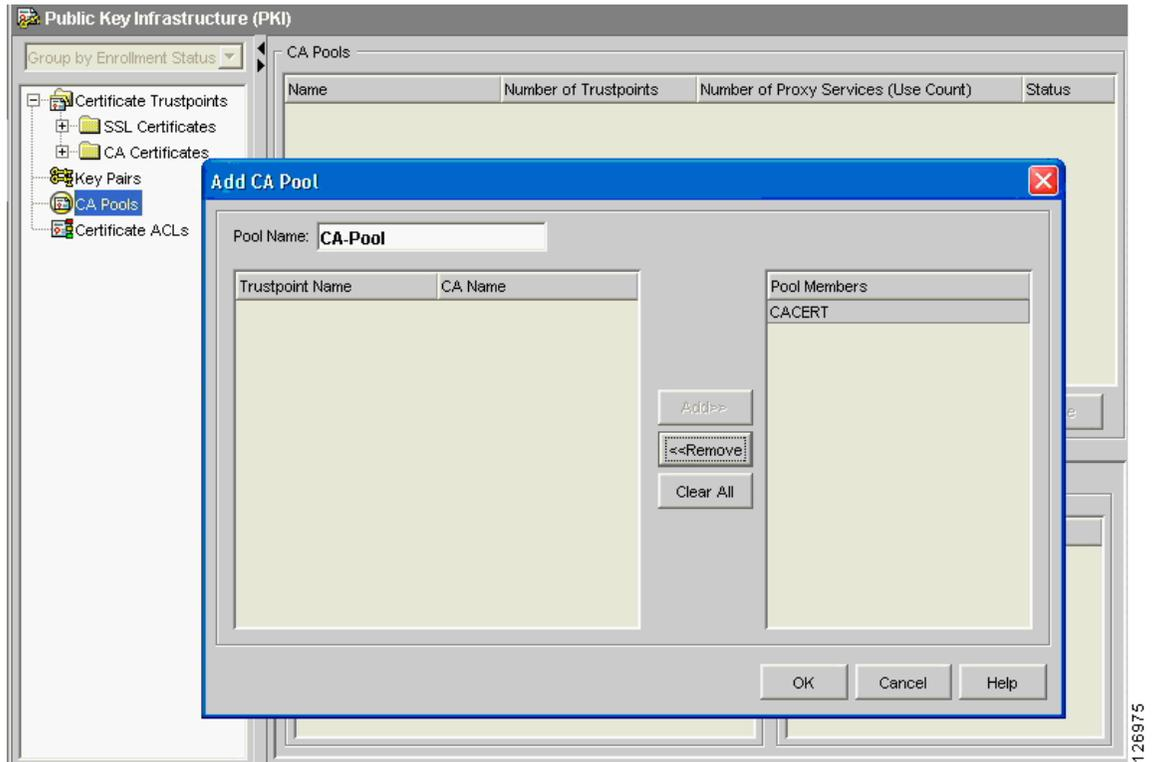 Public Key Infrastructure (PKI)
Group by Enrollment Status
Certificate Trustpoints
SSL Certificates
CA Certificates
Key Pairs
CA Pools
Certificate ACLs
CA Pools
Name Number of Trustpoints Number of Proxy Services (Use Count) Status
Add CA Pool
Pool Name: CA-Pool
Trustpoint Name CA Name
Pool Members
CACERT
Add>>
<<Remove
Clear All
OK Cancel Help
126975